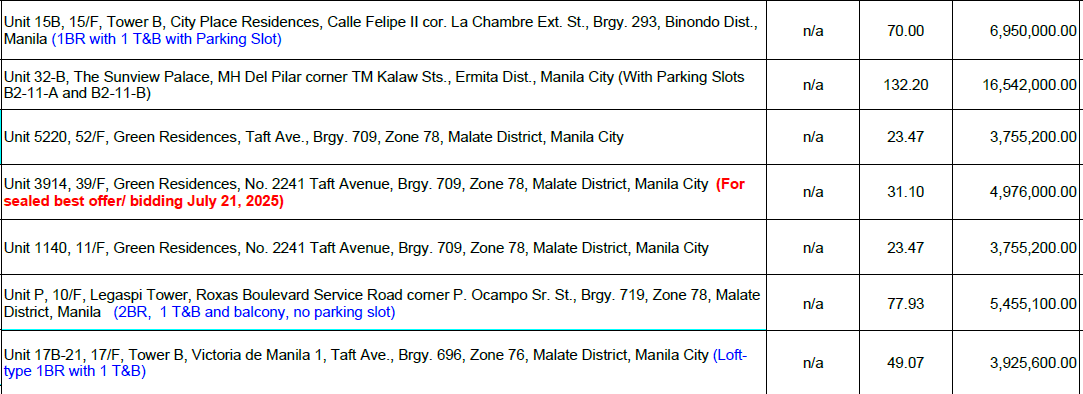 Unit 15B, 15/F, Tower B, City Place Residences, Calle Felipe II cor. La Chambre Ext. St., Brgy. 293, Binondo Dist.,
Manila (1BR with 1 T&B with Parking Slot) n/a 70.00 6,950,000.00
Unit 32-B, The Sunview Palace, MH Del Pilar corner TM Kalaw Sts., Ermita Dist., Manila City (With Parking Slots
B2-11-A and B2-11-B) n/a 132.20 16,542,000.00
Unit 5220, 52/F, Green Residences, Taft Ave., Brgy. 709, Zone 78, Malate District, Manila City n/a 23.47 3,755,200.00
Unit 3914, 39/F, Green Residences, No. 2241 Taft Avenue, Brgy. 709, Zone 78, Malate District, Manila City (For
sealed best offer/ bidding July 21, 2025) n/a 31.10 4,976,000.00
Unit 1140, 11/F, Green Residences, No. 2241 Taft Avenue, Brgy. 709, Zone 78, Malate District, Manila City n/a 23.47 3,755,200.00
Unit P, 10/F, Legaspi Tower, Roxas Boulevard Service Road corner P. Ocampo Sr. St., Brgy. 719, Zone 78, Malate
District, Manila (2BR, 1 T&B and balcony, no parking slot) n/a 77.93 5,455,100.00
Unit 17B-21, 17/F, Tower B, Victoria de Manila 1, Taft Ave., Brgy. 696, Zone 76, Malate District, Manila City (Loft-
type 1BR with 1 T&B) n/a 49.07 3,925,600.00